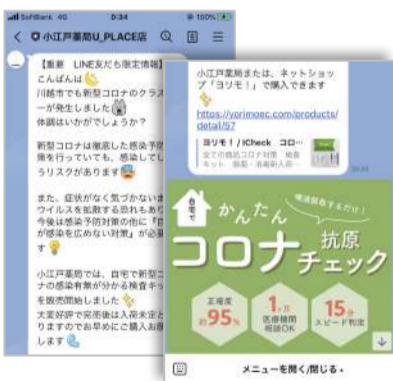 SoftBank 4G 0:34 100%
小江戸薬局U_PLACE店
【重要 LINE友だち限定情報】
こんばんは
川越市でも新型コロナのクラス
ーが発生しました
体調はいかがでしょうか？
新型コロナは徹底した感染予防
策を行っていても、感染してし
うリスクがあります
また、症状がなく気づかないま
ウイルスを拡散する恐れもあり
今後は感染予防対策の他に『自
が感染を広めない対策』が必要
す
小江戸薬局では、自宅で新型コ
ナの感染有無が分かる検査キッ
を販売開始しました
大変好評で完売後は入荷未定と
りますのでお早めにご購入お願
します
小江戸薬局または、ネットショッ
プ「ヨリモ！」で購入できます
https://yorimoec.com/products/
detail/57
ヨリモ！/ ICheck コロ…
全ての商品コロナ対策 検査
自宅で
かんたん
コロナ抗原
チェック
正確度
約95%
1ヶ月
医療機関
相談OK
15分
スピード判定
メニューを開く/閉じる